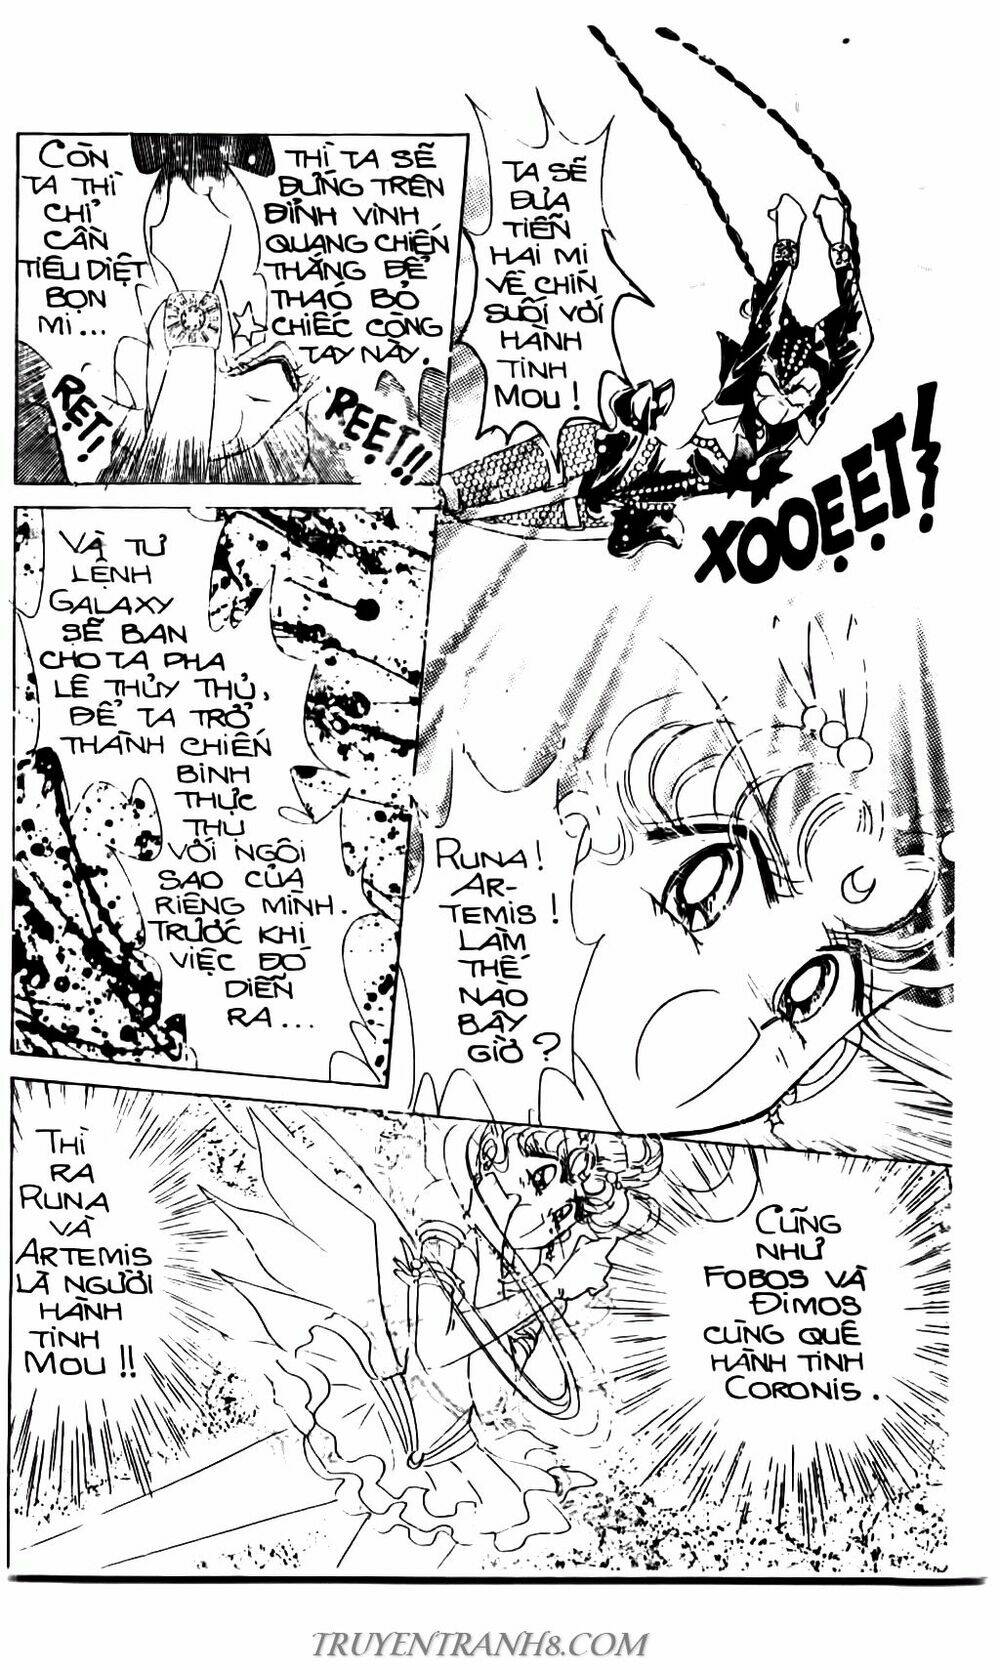 CÒN
TA THÌ
CHỈ
CẦN
TIÊU DIỆT
BỌN
MI...
THÌ TA SẼ
ĐỨNG TRÊN
ĐỈNH VINH
QUANG CHIẾN
THẮNG ĐỂ
THÁO BỎ
CHIẾC CÒNG
TAY NÀY.
RẸT!
REẸT!!
TA SẼ
ĐƯA
TIỄN
HAI MI
VỀ CHÍN
SUỐI VỚI
HÀNH
TINH
MOU!
XOOẸẸT!
VÀ TƯ
LỆNH
GALAXY
SẼ BAN
CHO TA PHA
LÊ THỦY THỦ,
ĐỂ TA TRỞ
THÀNH CHIẾN
BINH
THỰC
THỤ
VỚI NGÔI
SAO CỦA
RIÊNG MÌNH.
TRƯỚC KHI
VIỆC ĐÓ
DIỄN
RA...
RUNA!
AR-
TEMIS!
LÀM
THẾ
NÀO
BÂY
GIỜ?
THÌ
RA
RUNA
VÀ
ARTEMIS
LÀ NGƯỜI
HÀNH
TINH
MOU!!
CŨNG
NHƯ
FOBOS VÀ
ĐIMOS
CÙNG QUÊ
HÀNH TINH
CORONIS.
TRUYENTRANH8.COM